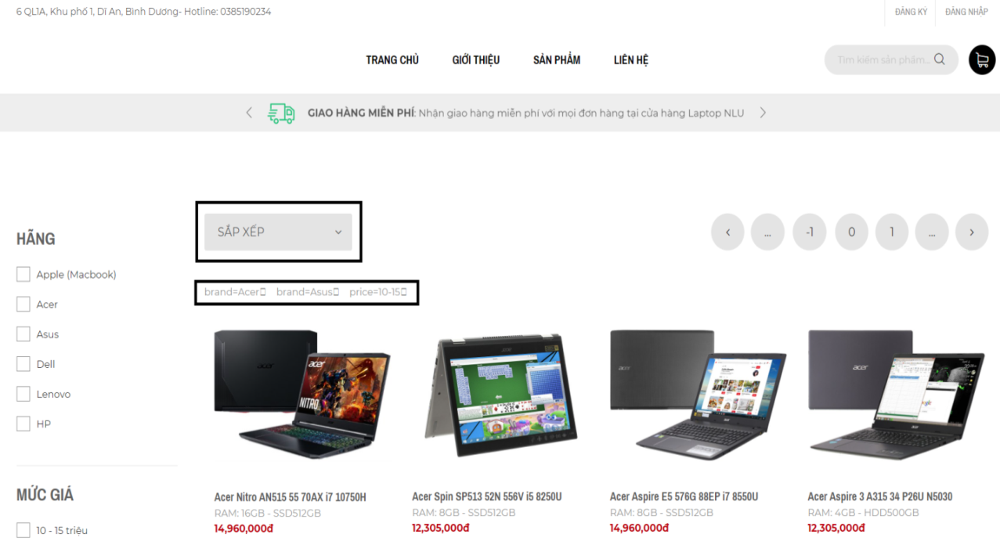 6 QL1A, Khu phố 1, Dĩ An, Bình Dương- Hotline: 0385190234
ĐĂNG KÝ ĐĂNG NHẬP
TRANG CHỦ GIỚI THIỆU SẢN PHẨM LIÊN HỆ
Tìm kiếm sản phẩm...
GIAO HÀNG MIỄN PHÍ: Nhận giao hàng miễn phí với mọi đơn hàng tại cửa hàng Laptop NLU
SẮP XẾP
‹ ... -1 0 1 ... ›
HÃNG
Apple (Macbook)
Acer
Asus
Dell
Lenovo
HP
MỨC GIÁ
10 - 15 triệu
brand=Acer brand=Asus price=10-15
acer
acer
NITRO
acer
acer
Acer Nitro AN515 55 70AX i7 10750H
RAM: 16GB - SSD512GB
14,960,000đ
Acer Spin SP513 52N 556V i5 8250U
RAM: 8GB - SSD512GB
12,305,000đ
Acer Aspire E5 576G 88EP i7 8550U
RAM: 8GB - SSD512GB
14,960,000đ
Acer Aspire 3 A315 34 P26U N5030
RAM: 4GB - HDD500GB
12,305,000đ